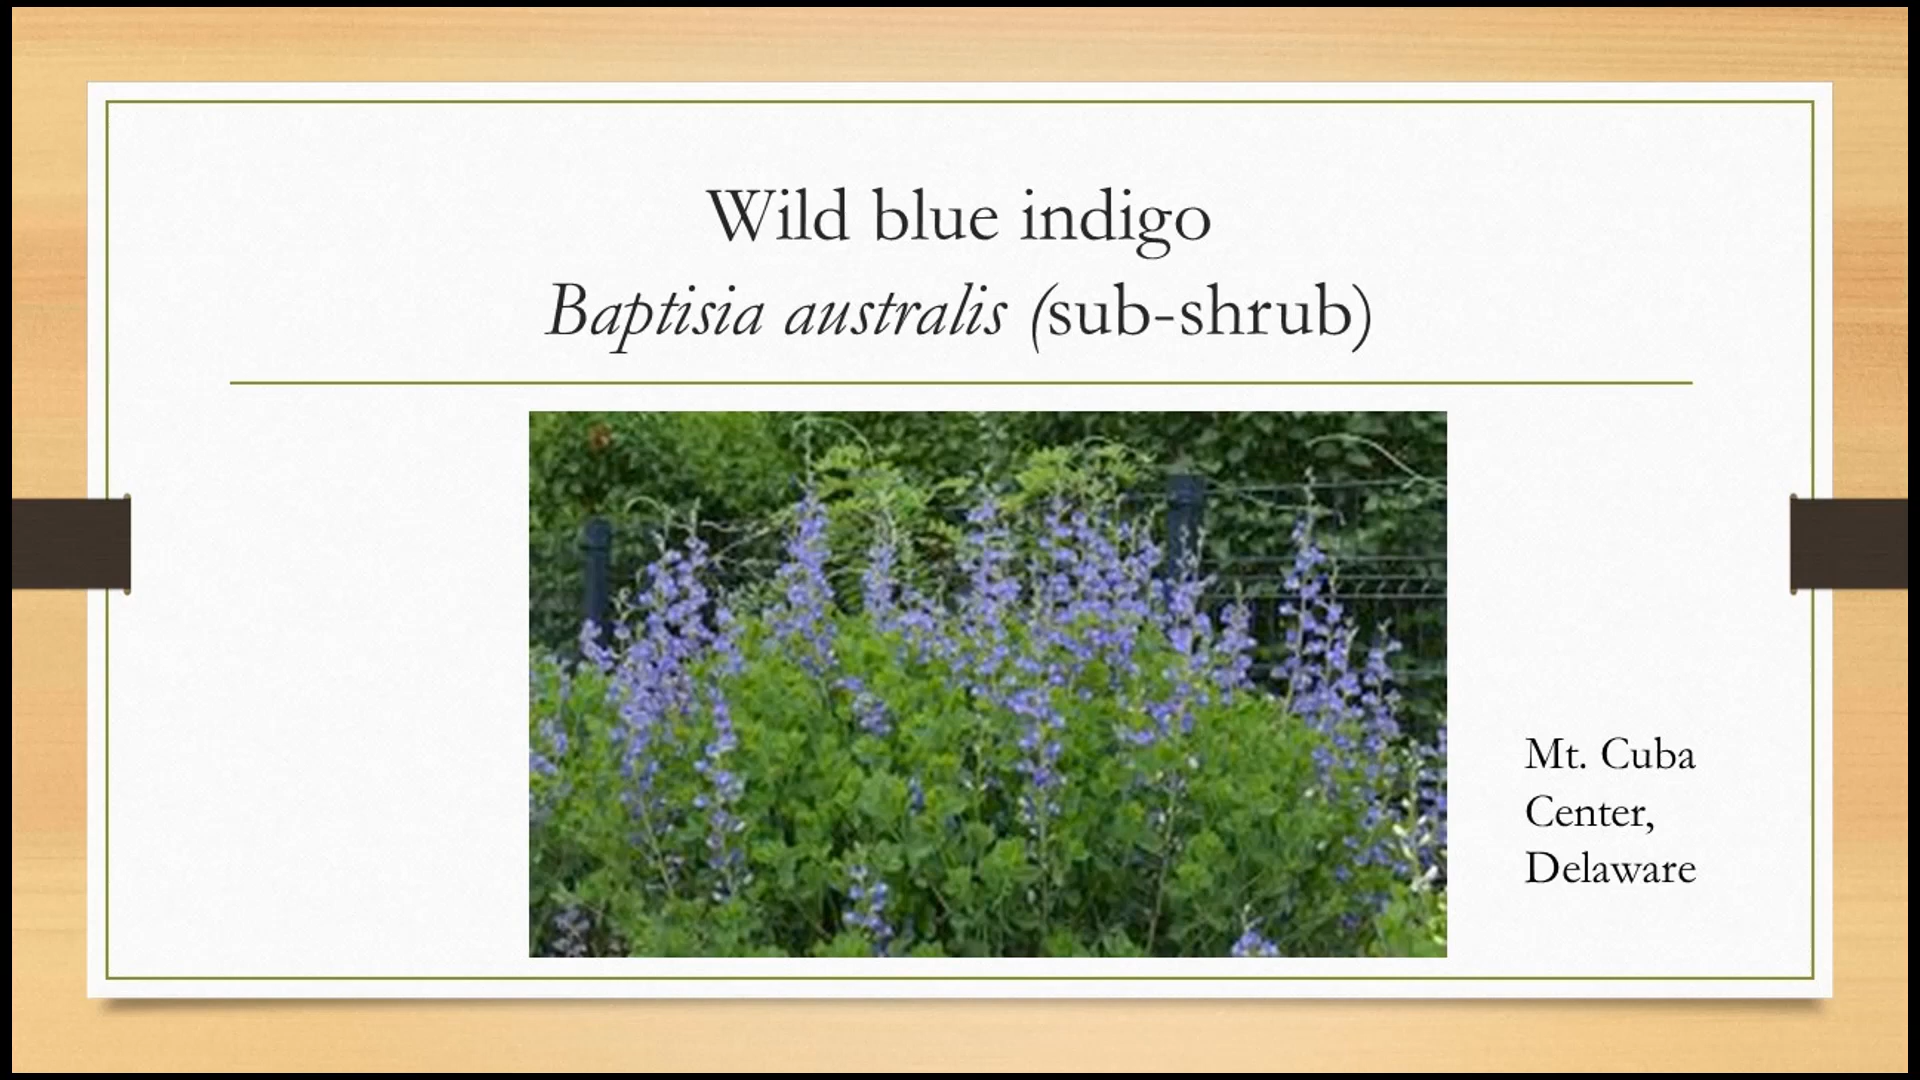 Wild blue indigo
Baptisia australis (sub-shrub)
Mt. Cuba
Center,
Delaware